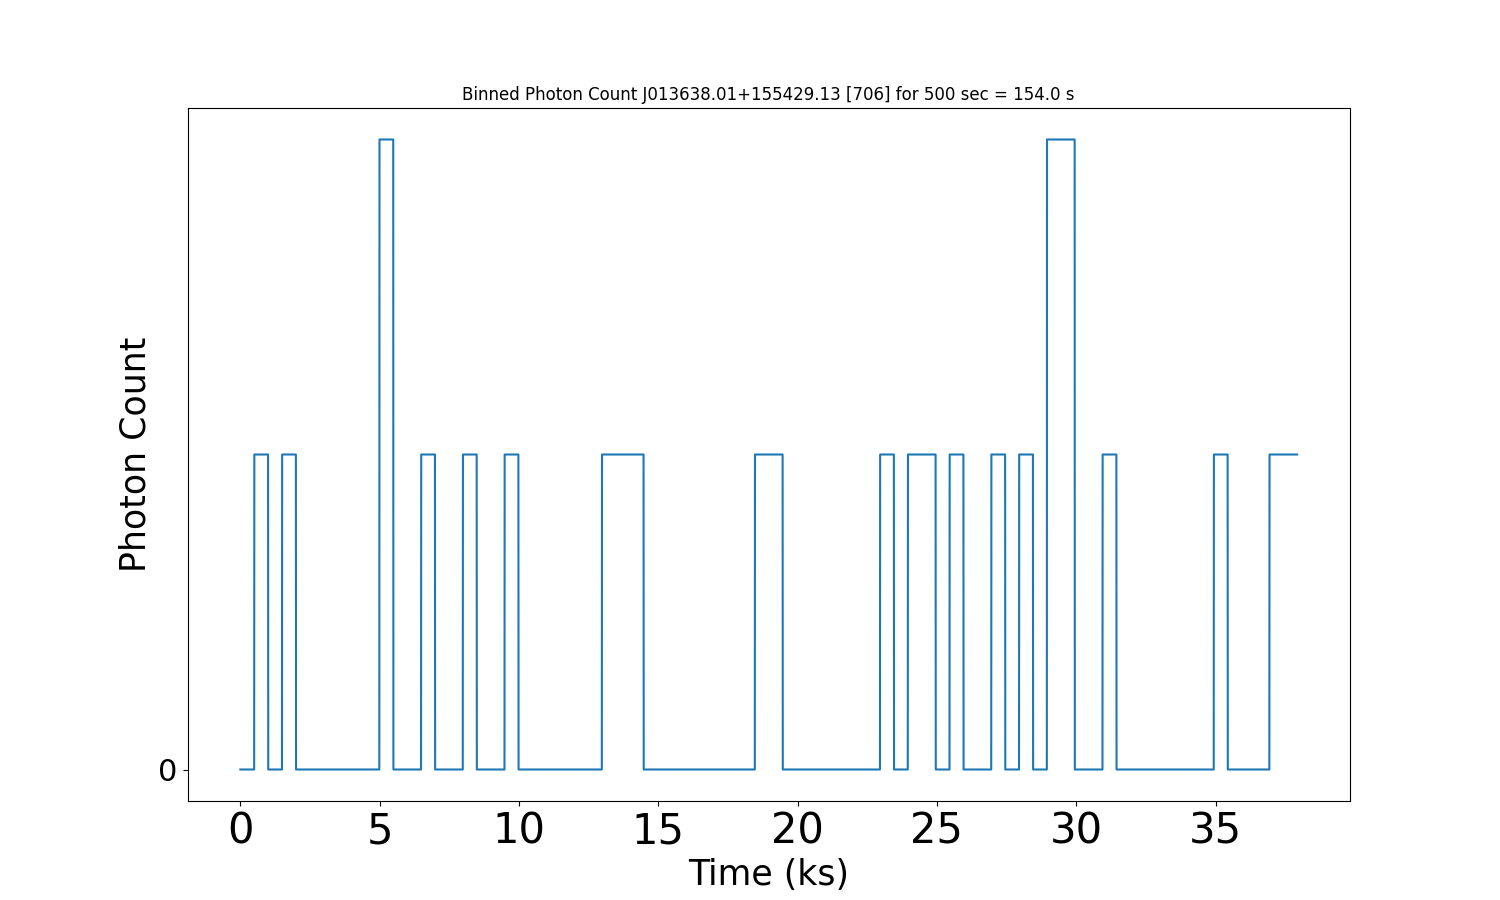 Binned Photon Count J013638.01+155429.13 [706] for 500 sec = 154.0 s
Photon Count
0
0 5 10 15 20 25 30 35
Time (ks)